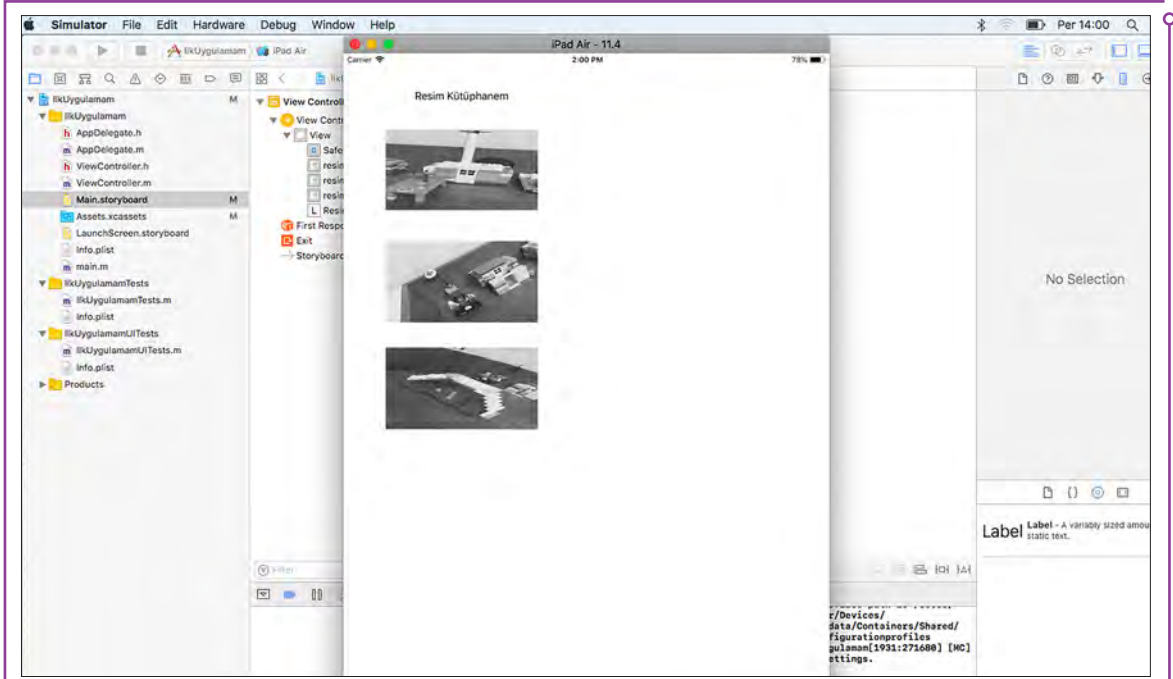 Simulator File Edit Hardware Debug Window Help
Per 14:00
IlkUygulamam iPad Air
iPad Air - 11.4
Carrier 2:00 PM 78%
IlkUygulamam M
IlkUygulamam
h AppDelegate.h
m AppDelegate.m
h ViewController.h
m ViewController.m
Main.storyboard M
Assets.xcassets M
LaunchScreen.storyboard
Info.plist
m main.m
IlkUygulamamTests
m IlkUygulamamTests.m
Info.plist
IlkUygulamamUITests
m IlkUygulamamUITests.m
Info.plist
Products
View Controll
View Contr
View
Safe
resin
resin
resin
L Resi
First Respo
Exit
Storyboard
Filter
Resim Kütüphanem
No Selection
Label Label - A variably sized amou
static text.
r/Devices/
data/Containers/Shared/
figurationprofiles
gulamam[1931:271680] [MC]
ettings.